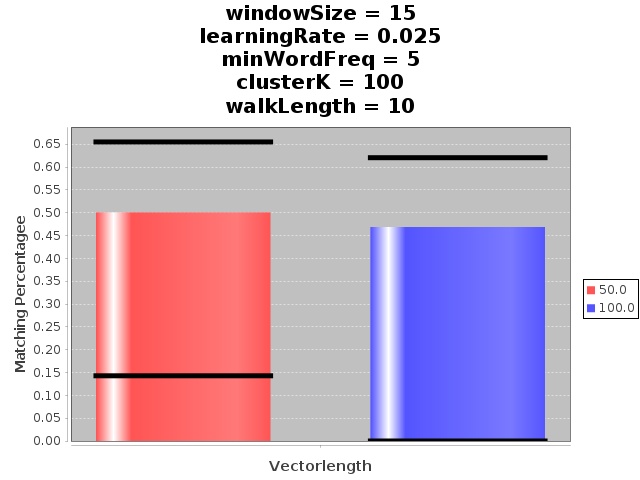 windowSize = 15
learningRate = 0.025
minWordFreq = 5
clusterK = 100
walkLength = 10
0.65
0.60
0.55
0.50
0.45
0.40
0.35
0.30
0.25
0.20
0.15
0.10
0.05
0.00
Matching Percentagee
Vectorlength
50.0
100.0